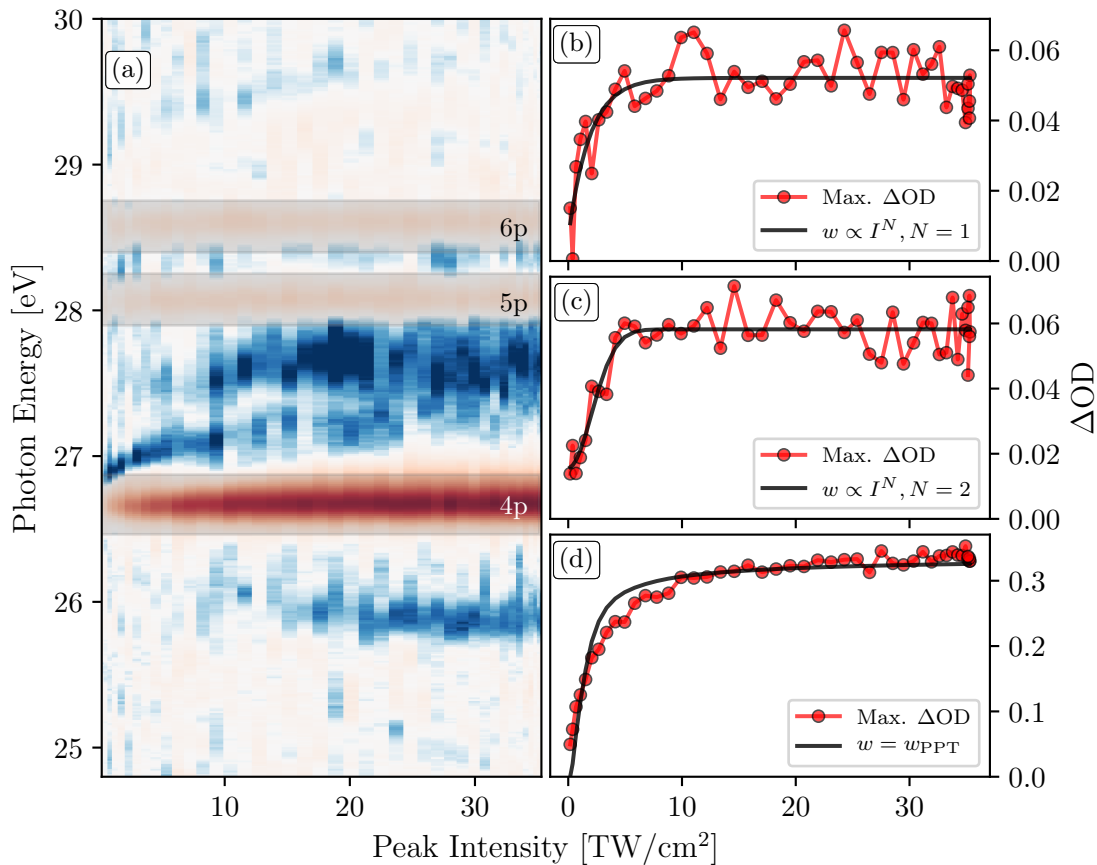 Photon Energy [eV]
30
29
28
27
26
25
(a)
6p
5p
4p
10
20
30
Peak Intensity [TW/cm²]
(b)
Max. ΔOD
w ∝ I^N, N = 1
0.06
0.04
0.02
0.00
(c)
Max. ΔOD
w ∝ I^N, N = 2
0.06
0.04
0.02
0.00
ΔOD
(d)
Max. ΔOD
w = w_PPT
0.3
0.2
0.1
0.0
0
10
20
30